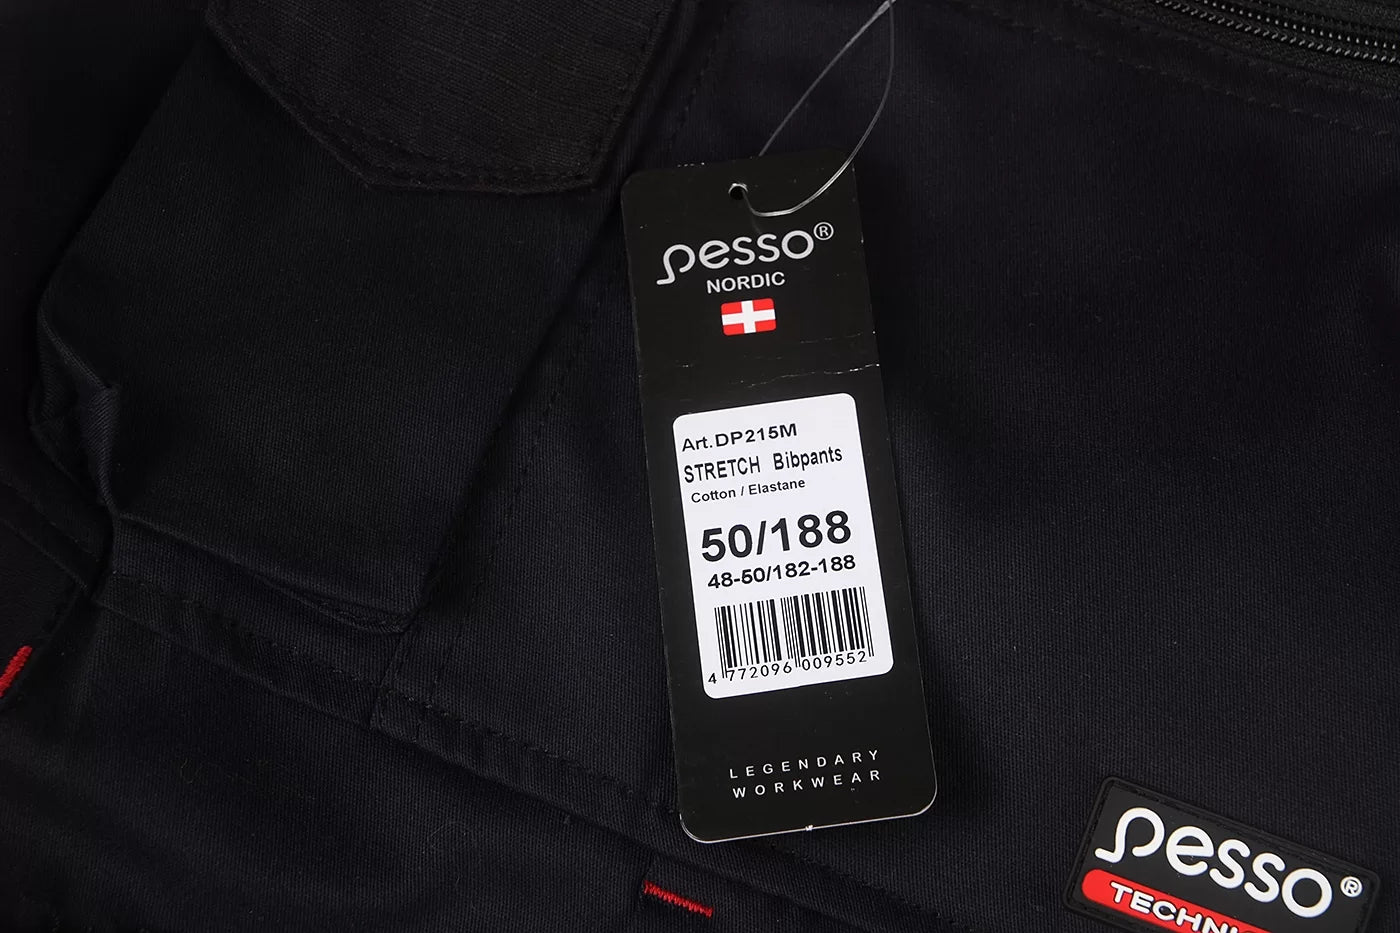 pesso®
NORDIC
Art.DP215M
STRETCH Bibpants
Cotton / Elastane
50/188
48-50/182-188
4 772096 009552
LEGENDARY
WORKWEAR
pesso®